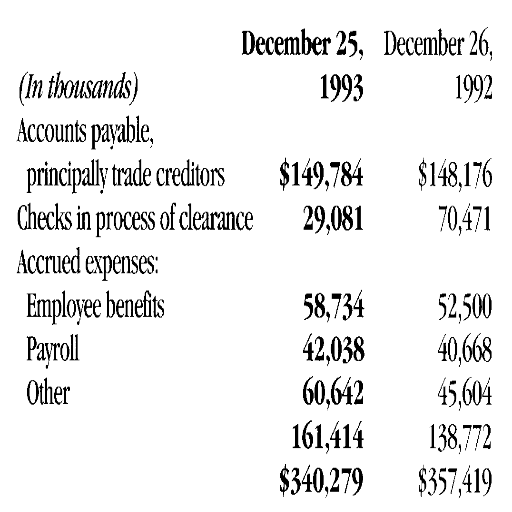 December 25, December 26,
(In thousands) 1993 1992
Accounts payable,
principally trade creditors $149,784 $148,176
Checks in process of clearance 29,081 70,471
Accrued expenses:
Employee benefits 58,734 52,500
Payroll 42,038 40,668
Other 60,642 45,604
161,414 138,772
$340,279 $357,419